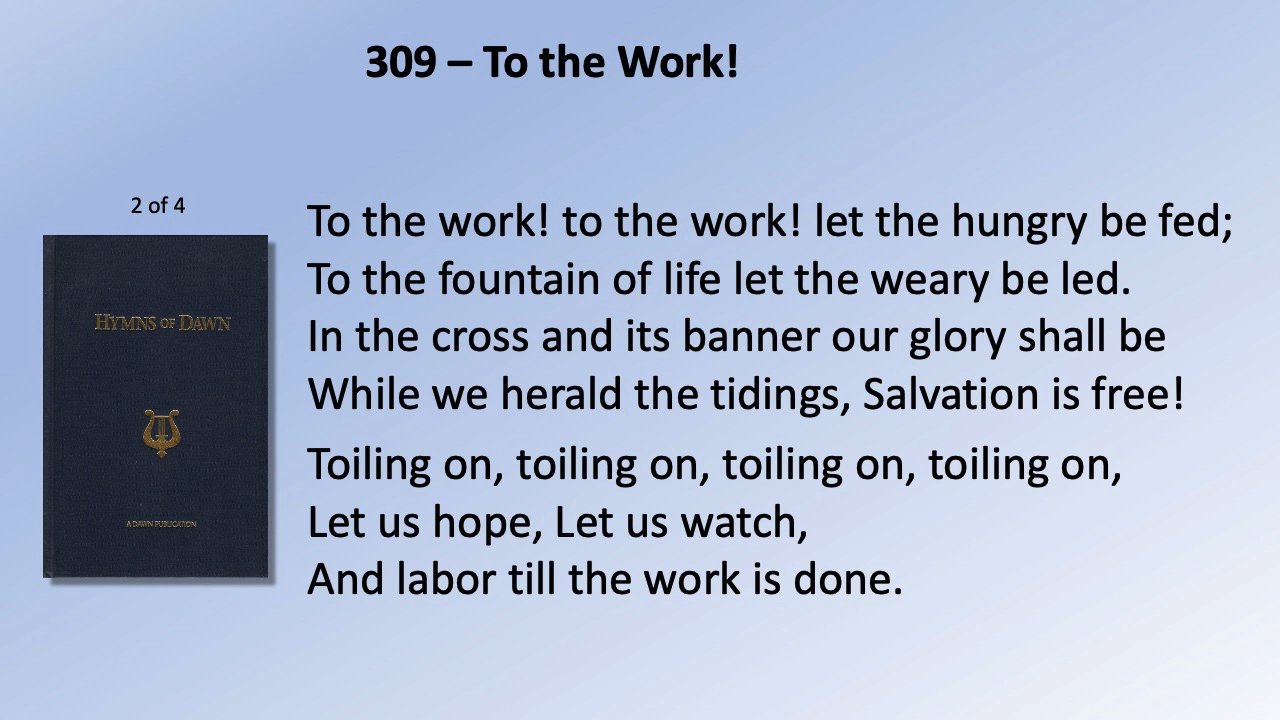 309 – To the Work!
2 of 4
HYMNS OF DAWN
A DAWN PUBLICATION
To the work! to the work! let the hungry be fed;
To the fountain of life let the weary be led.
In the cross and its banner our glory shall be
While we herald the tidings, Salvation is free!
Toiling on, toiling on, toiling on, toiling on,
Let us hope, Let us watch,
And labor till the work is done.